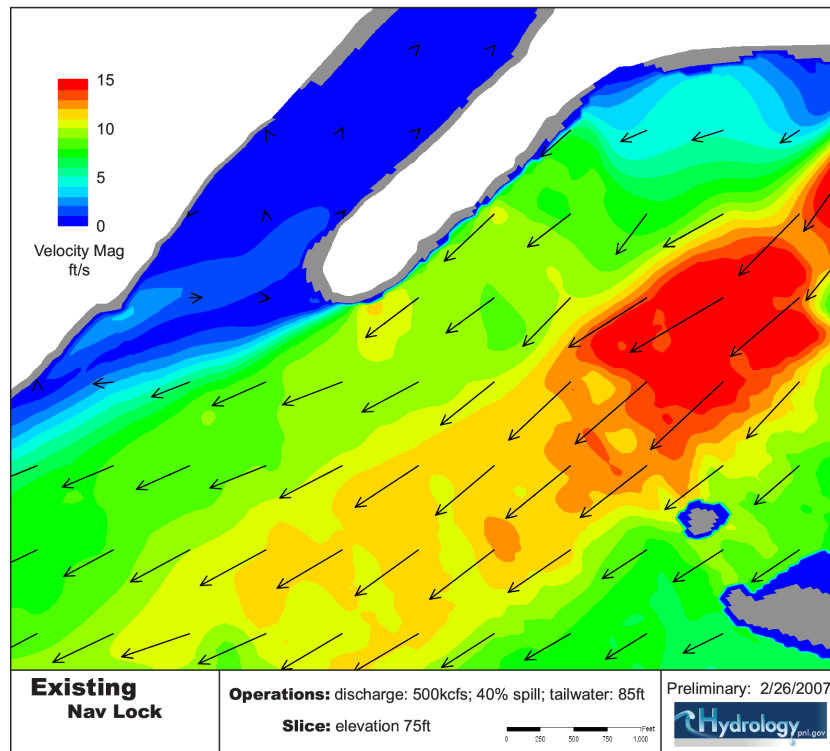 15
10
5
0
Velocity Mag
ft/s
Existing
Nav Lock
Operations: discharge: 500kcfs; 40% spill; tailwater: 85ft
Slice: elevation 75ft
Feet
0 250 500 750 1,000
Preliminary: 2/26/2007
Hydrology
pnl.gov